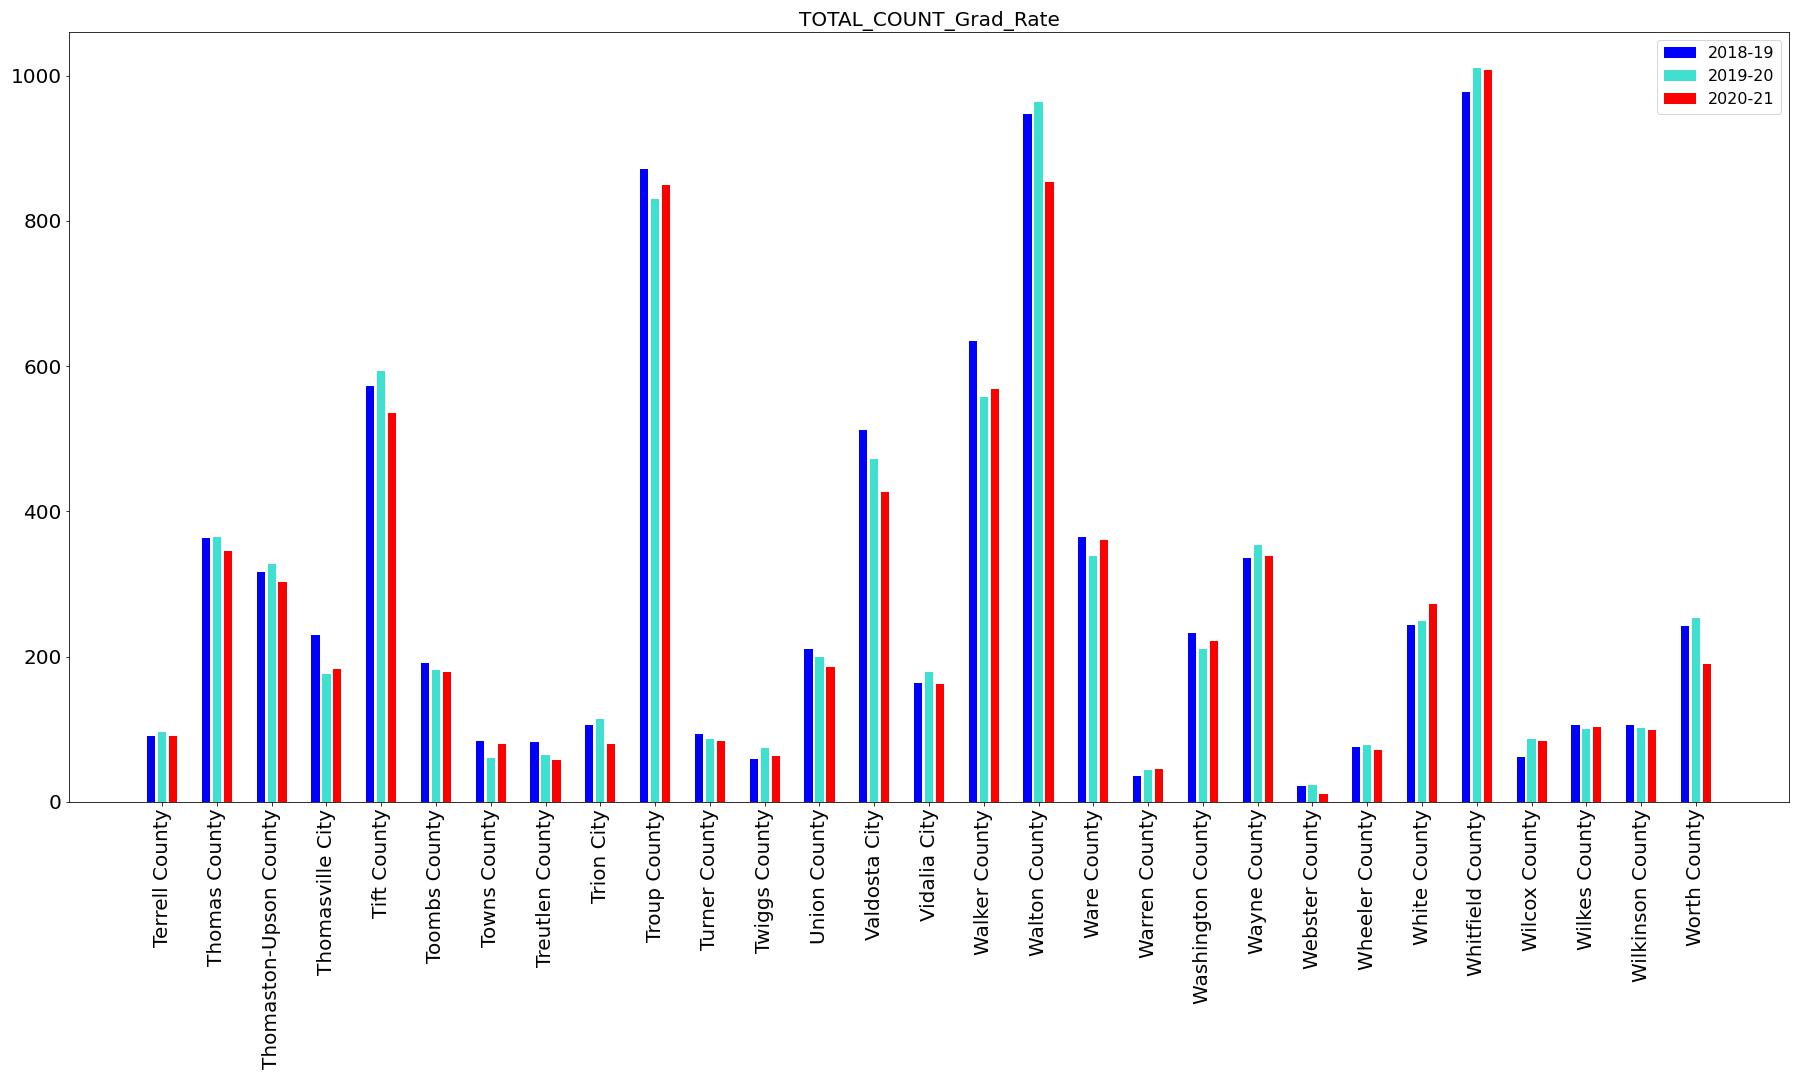 TOTAL_COUNT_Grad_Rate
2018-19
2019-20
2020-21
1000
800
600
400
200
0
Terrell County
Thomas County
Thomaston-Upson County
Thomasville City
Tift County
Toombs County
Towns County
Treutlen County
Trion City
Troup County
Turner County
Twiggs County
Union County
Valdosta City
Vidalia City
Walker County
Walton County
Ware County
Warren County
Washington County
Wayne County
Webster County
Wheeler County
White County
Whitfield County
Wilcox County
Wilkes County
Wilkinson County
Worth County